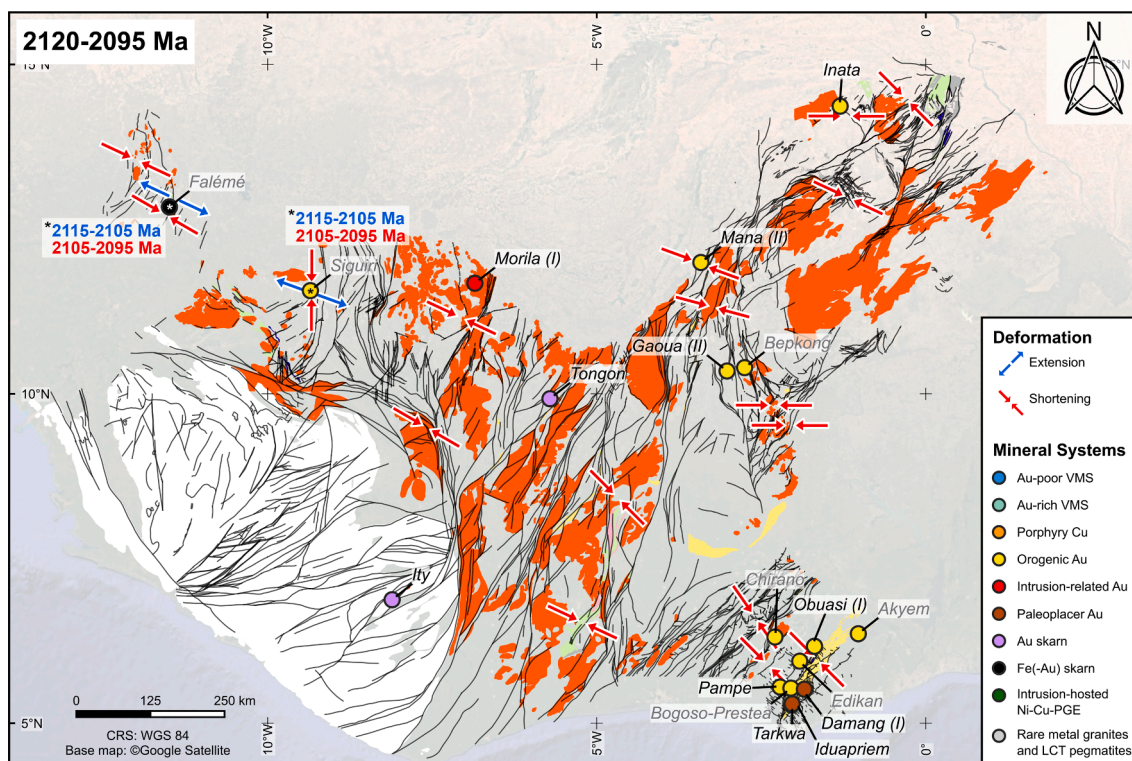 2120-2095 Ma
10°W
5°W
0°
15°N
5°N
N
Inata
Falémé
*2115-2105 Ma
2105-2095 Ma
*2115-2105 Ma
2105-2095 Ma
Siguiri
Morila (I)
Mana (II)
Gaoua (II)
Bepkong
Tongon
10°N
10°N
Ity
Chirano
Obuasi (I)
Akyem
Pampe
Edikan
Bogoso-Prestea
Damang (I)
Tarkwa
Iduapriem
5°N
5°N
0 125 250 km
CRS: WGS 84
Base map: ©Google Satellite
10°W
5°W
0°
Deformation
Extension
Shortening
Mineral Systems
Au-poor VMS
Au-rich VMS
Porphyry Cu
Orogenic Au
Intrusion-related Au
Paleoplacer Au
Au skarn
Fe(-Au) skarn
Intrusion-hosted
Ni-Cu-PGE
Rare metal granites
and LCT pegmatites
*
*